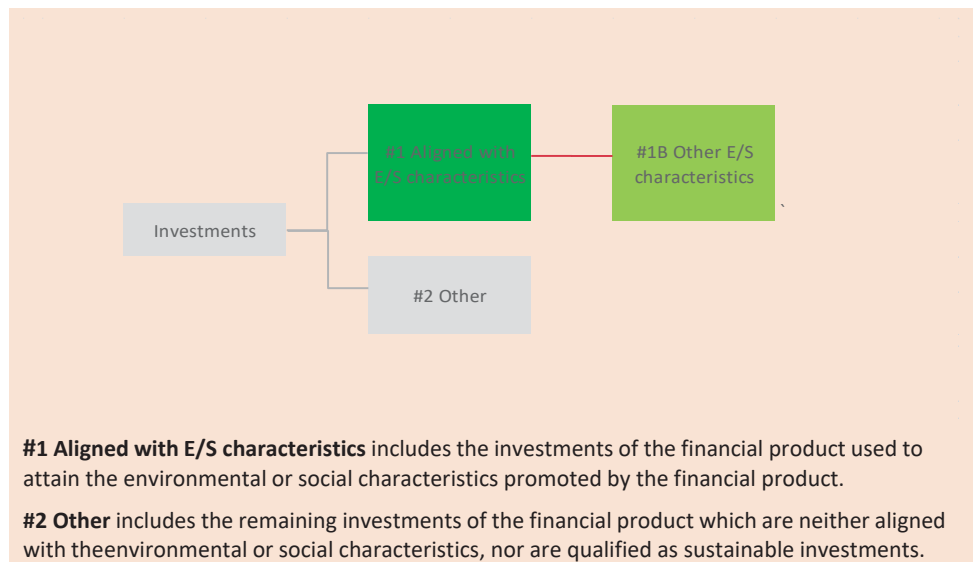 #1 Aligned with
E/S characteristics
#1B Other E/S
characteristics
`
Investments
#2 Other
#1 Aligned with E/S characteristics includes the investments of the financial product used to
attain the environmental or social characteristics promoted by the financial product.
#2 Other includes the remaining investments of the financial product which are neither aligned
with theenvironmental or social characteristics, nor are qualified as sustainable investments.